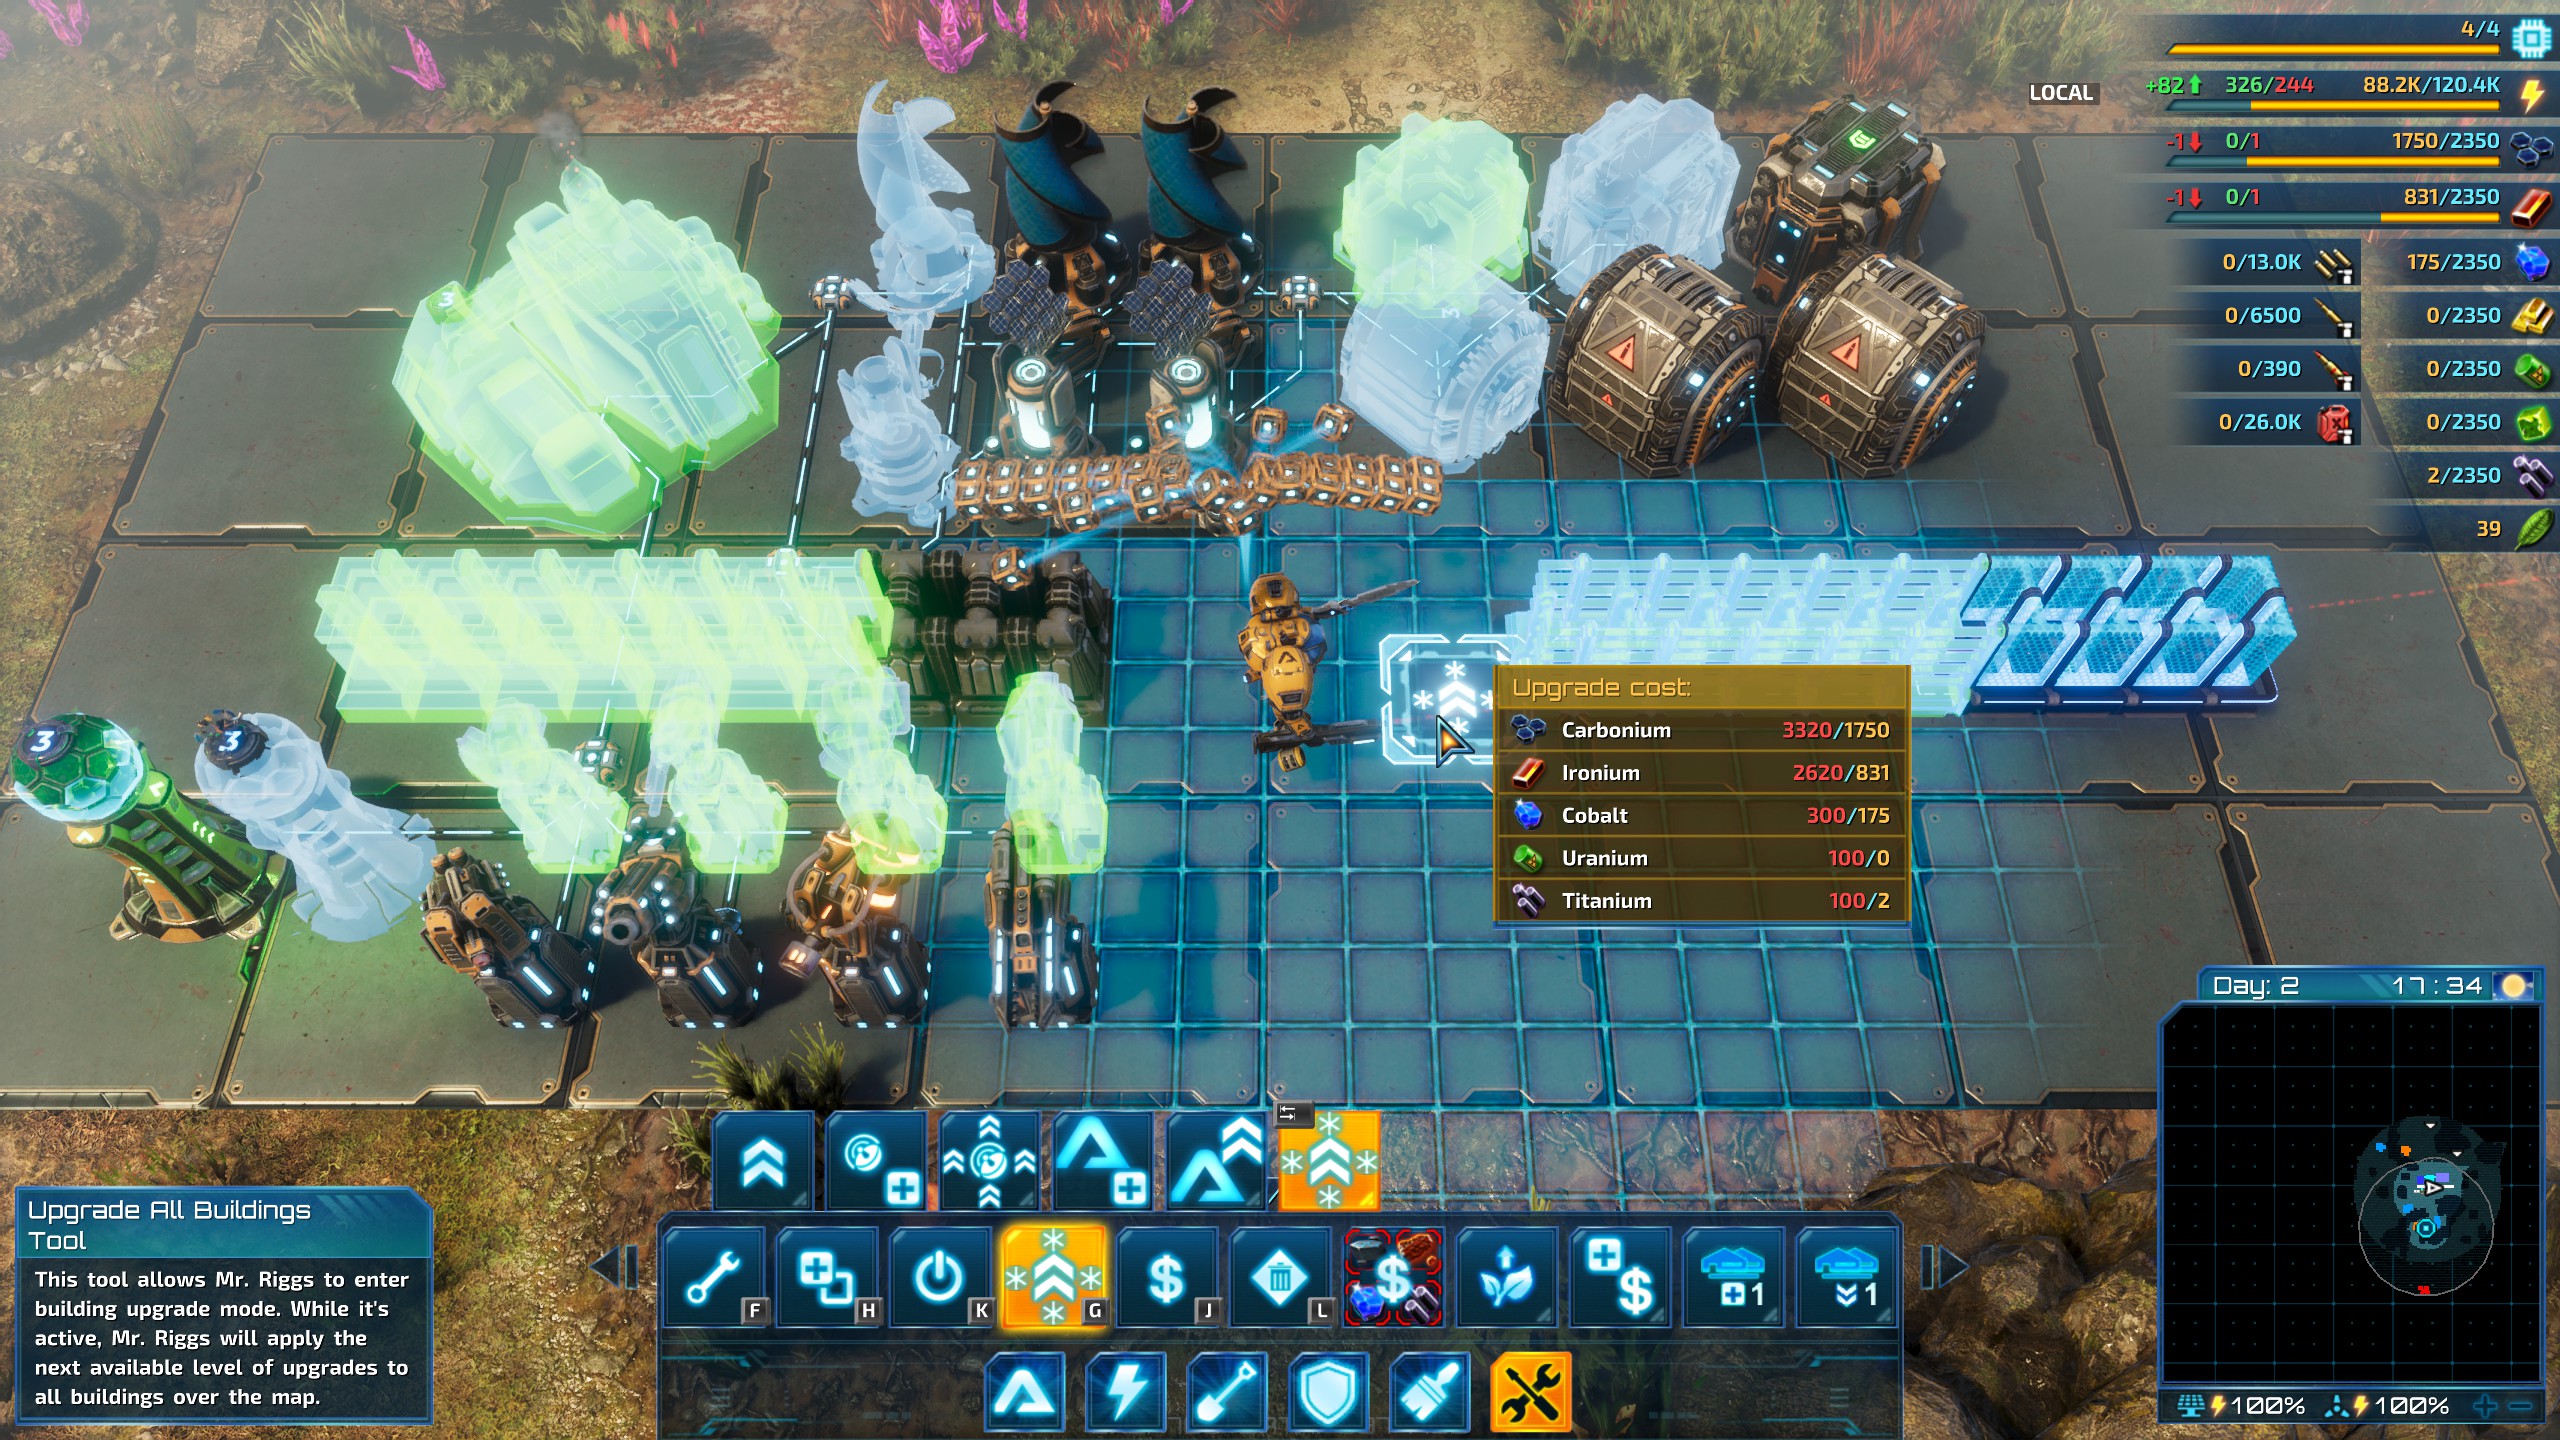 4/4
LOCAL
+82 326/244 88.2K/120.4K
-1 0/1 1750/2350
-1 0/1 831/2350
0/13.0K 175/2350
0/6500 0/2350
0/390 0/2350
0/26.0K 0/2350
2/2350
39
3
3
3
3
Upgrade cost:
Carbonium 3320/1750
Ironium 2620/831
Cobalt 300/175
Uranium 100/0
Titanium 100/2
Day: 2 17:34
Upgrade All Buildings
Tool
This tool allows Mr. Riggs to enter
building upgrade mode. While it's
active, Mr. Riggs will apply the
next available level of upgrades to
all buildings over the map.
F H K G J L $ $ $ 1 1
100% 100%